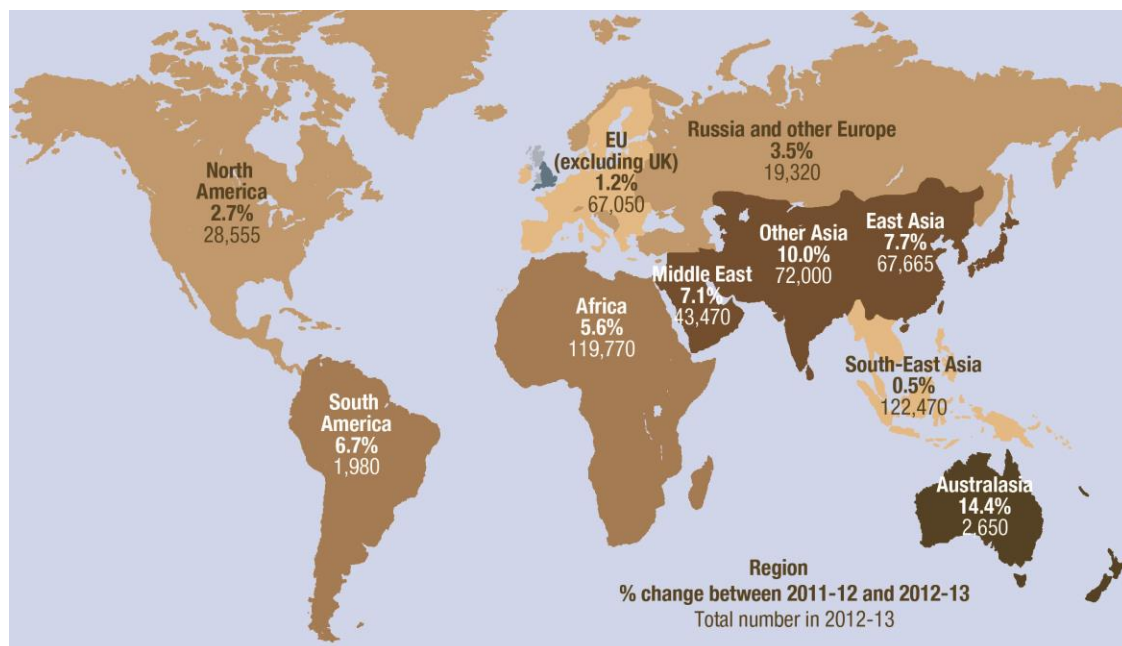 North
America
2.7%
28,555
EU
(excluding UK)
1.2%
67,050
Russia and other Europe
3.5%
19,320
Other Asia
10.0%
72,000
East Asia
7.7%
67,665
Middle East
7.1%
43,470
Africa
5.6%
119,770
South-East Asia
0.5%
122,470
South
America
6.7%
1,980
Australasia
14.4%
2,650
Region
% change between 2011-12 and 2012-13
Total number in 2012-13